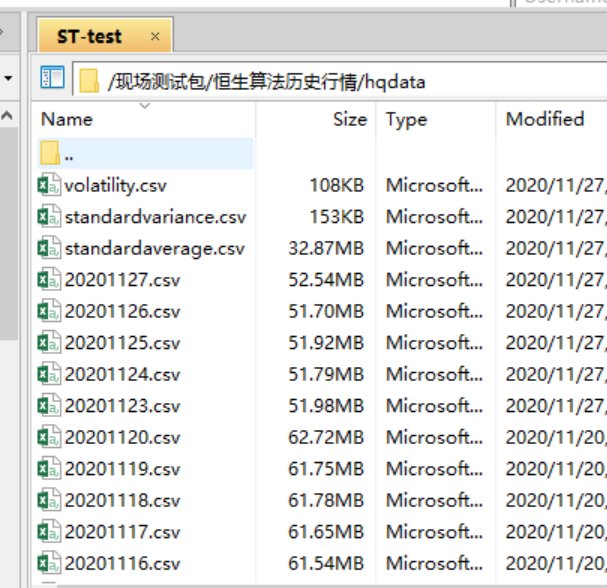 Username
ST-test ×
/现场测试包/恒生算法历史行情/hqdata
Name Size Type Modified
..
volatility.csv 108KB Microsoft... 2020/11/27,
standardvariance.csv 153KB Microsoft... 2020/11/27,
standardaverage.csv 32.87MB Microsoft... 2020/11/27,
20201127.csv 52.54MB Microsoft... 2020/11/27,
20201126.csv 51.70MB Microsoft... 2020/11/27,
20201125.csv 51.92MB Microsoft... 2020/11/27,
20201124.csv 51.79MB Microsoft... 2020/11/27,
20201123.csv 51.98MB Microsoft... 2020/11/27,
20201120.csv 62.72MB Microsoft... 2020/11/20,
20201119.csv 61.75MB Microsoft... 2020/11/20,
20201118.csv 61.78MB Microsoft... 2020/11/20,
20201117.csv 61.65MB Microsoft... 2020/11/20,
20201116.csv 61.54MB Microsoft... 2020/11/20,